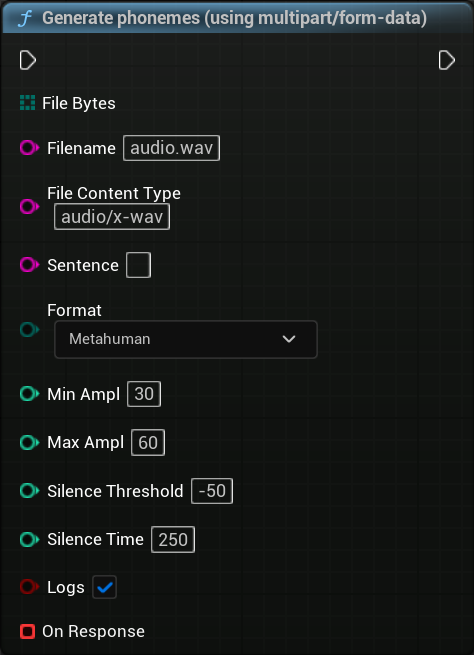 Generate phonemes (using multipart/form-data)
File Bytes
Filename audio.wav
File Content Type
audio/x-wav
Sentence
Format
Metahuman
Min Ampl 30
Max Ampl 60
Silence Threshold -50
Silence Time 250
Logs
On Response